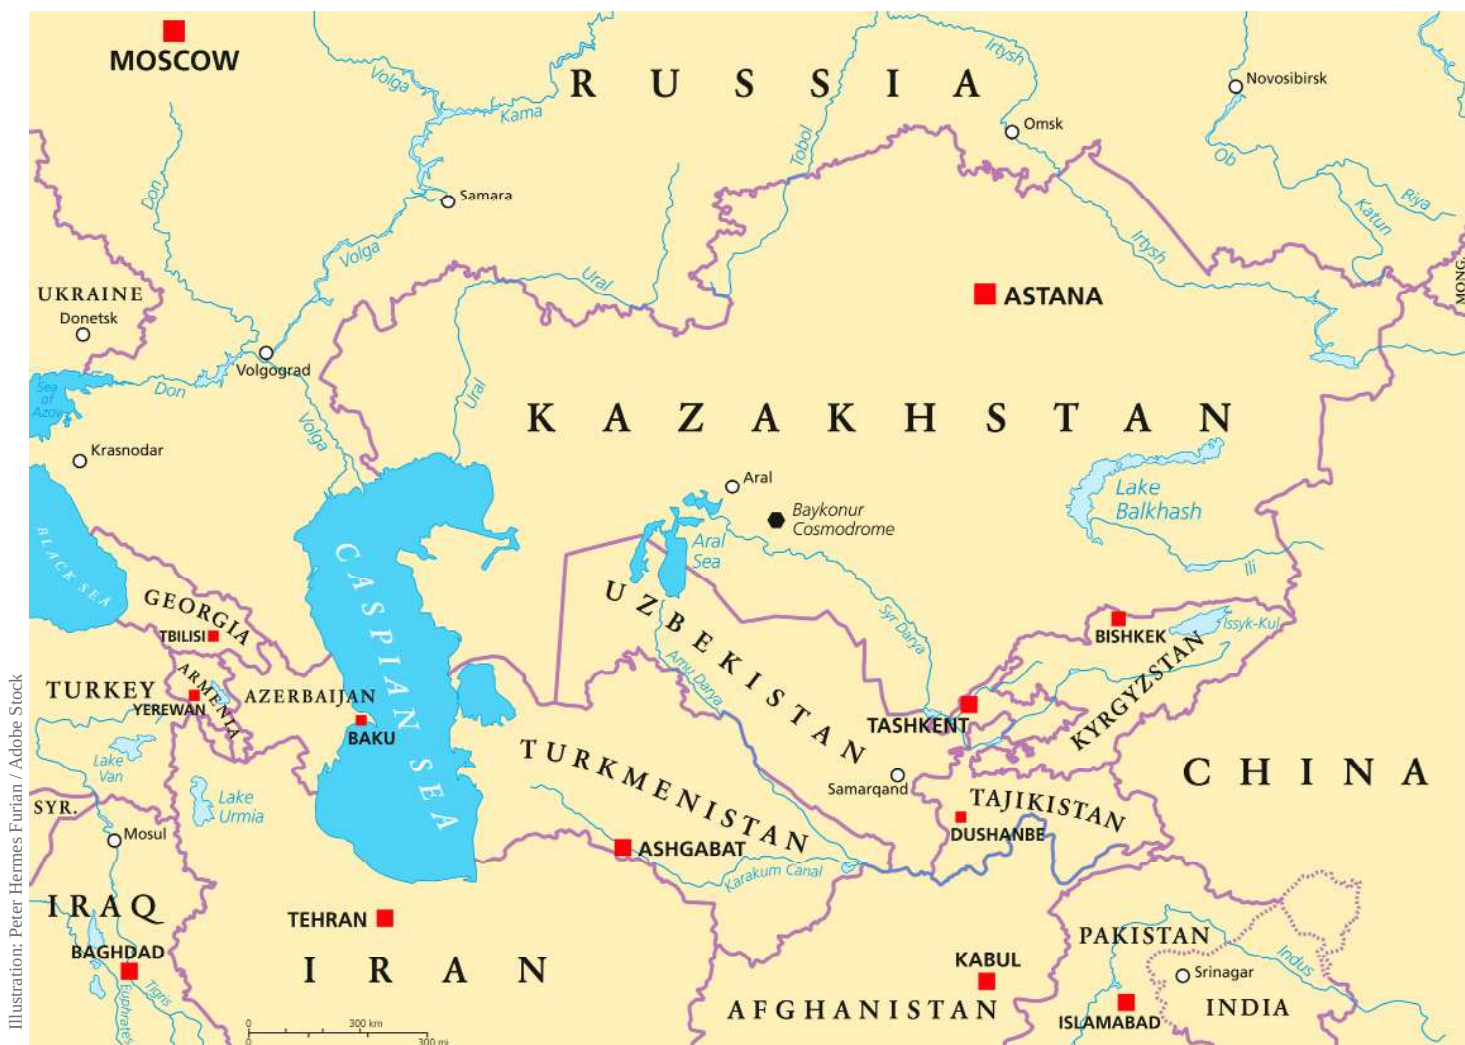 MOSCOW
RUSSIA
Volga
Kama
Irtysh
Novosibirsk
Omsk
Tobol
Ob
Don
Samara
Riya
Katun
Volga
Irtysh
Ural
MONG.
UKRAINE
Donetsk
ASTANA
Volgograd
Sea
of
Azov
Don
Ural
Volga
KAZAKHSTAN
Krasnodar
Aral
Lake
Balkhash
Baykonur
Cosmodrome
BLACK SEA
CASPIAN SEA
Aral
Sea
Ili
GEORGIA
TBILISI
UZBEKISTAN
Syr Darya
BISHKEK
Issyk-Kul
ARMENIA
TURKEY
YEREWAN
AZERBAIJAN
Amu Darya
KYRGYZSTAN
BAKU
TASHKENT
Lake
Van
TURKMENISTAN
Samarqand
CHINA
SYR.
Lake
Urmia
TAJIKISTAN
Mosul
DUSHANBE
ASHGABAT
Karakum Canal
IRAQ
TEHRAN
BAGHDAD
PAKISTAN
Indus
KABUL
Srinagar
IRAN
Tigris
Euphrates
AFGHANISTAN
ISLAMABAD
INDIA
0 300 km
0 300 mi
Illustration: Peter Hermes Furian / Adobe Stock